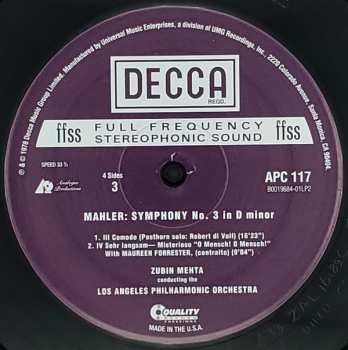 ℗ & © 1978 Decca Music Group Limited. Manufactured by Universal Music Enterprises, a division of UMG Recordings, Inc., 2220 Colorado Avenue, Santa Monica, CA 90404.
DECCA
REGD.
ffss FULL FREQUENCY ffss
STEREOPHONIC SOUND
SPEED 33 ⅓
4 Sides
3
APC 117
B0019684-01LP2
Analogue
Productions
MAHLER: SYMPHONY No. 3 in D minor
1. III Comodo (Posthorn solo: Robert di Vall) (16'23")
2. IV Sehr langsam— Misterioso "O Mensch! O Mensch!"
With MAUREEN FORRESTER, (contralto) (9'04")
ZUBIN MEHTA
conducting the
LOS ANGELES PHILHARMONIC ORCHESTRA
QUALITY
RECORD
PRESSINGS
MADE IN THE U.S.A.